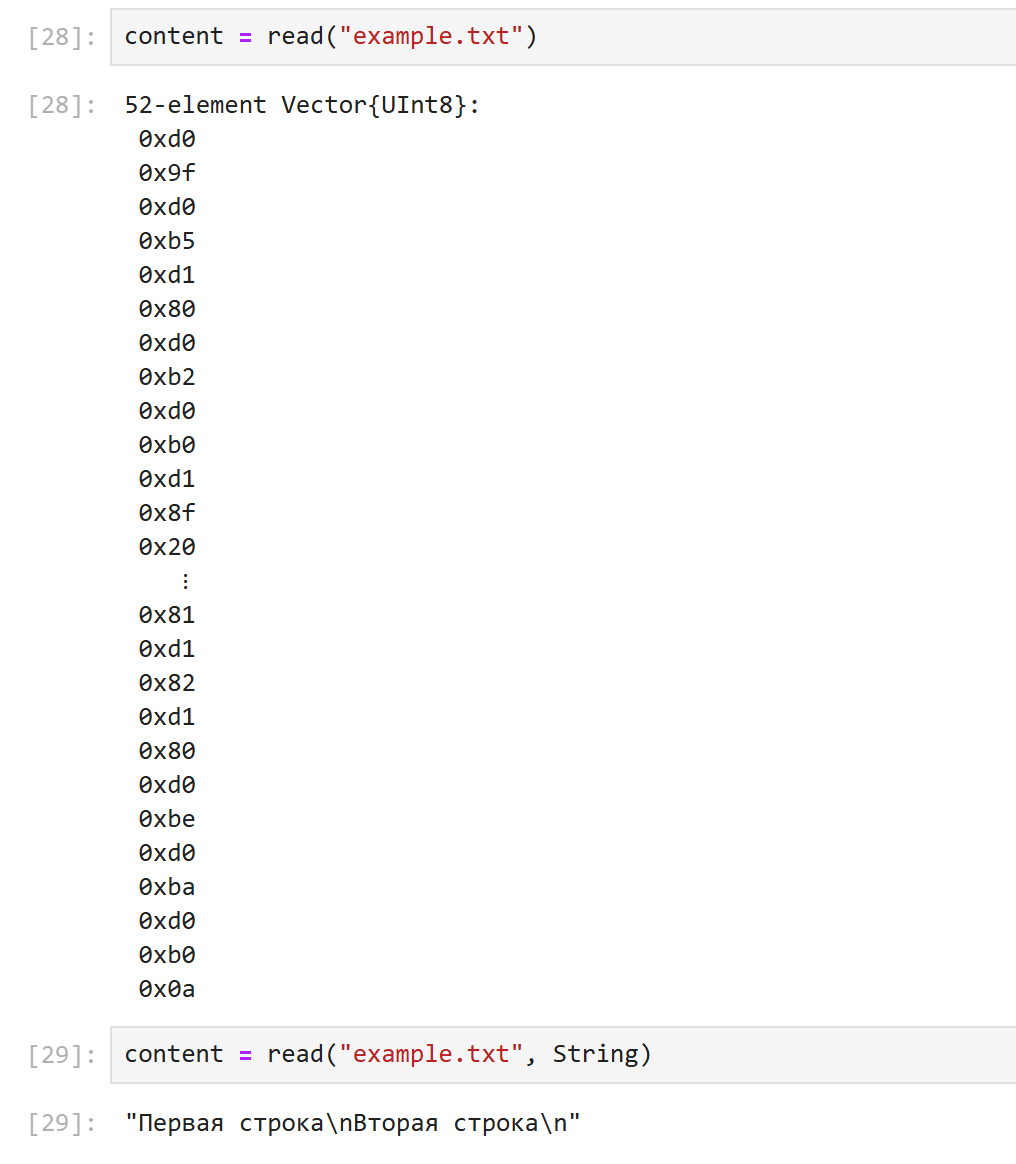 [28]: content = read("example.txt")
[28]: 52-element Vector{UInt8}:
0xd0
0x9f
0xd0
0xb5
0xd1
0x80
0xd0
0xb2
0xd0
0xb0
0xd1
0x8f
0x20
⋮
0x81
0xd1
0x82
0xd1
0x80
0xd0
0xbe
0xd0
0xba
0xd0
0xb0
0x0a
[29]: content = read("example.txt", String)
[29]: "Первая строка\nВторая строка\n"